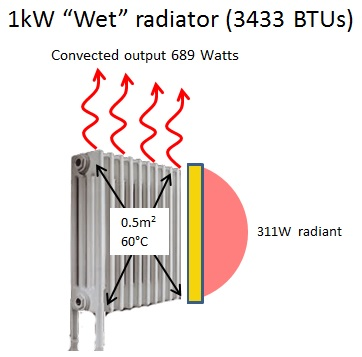 1kW “Wet” radiator (3433 BTUs)
Convected output 689 Watts
0.5m²
60°C
311W radiant